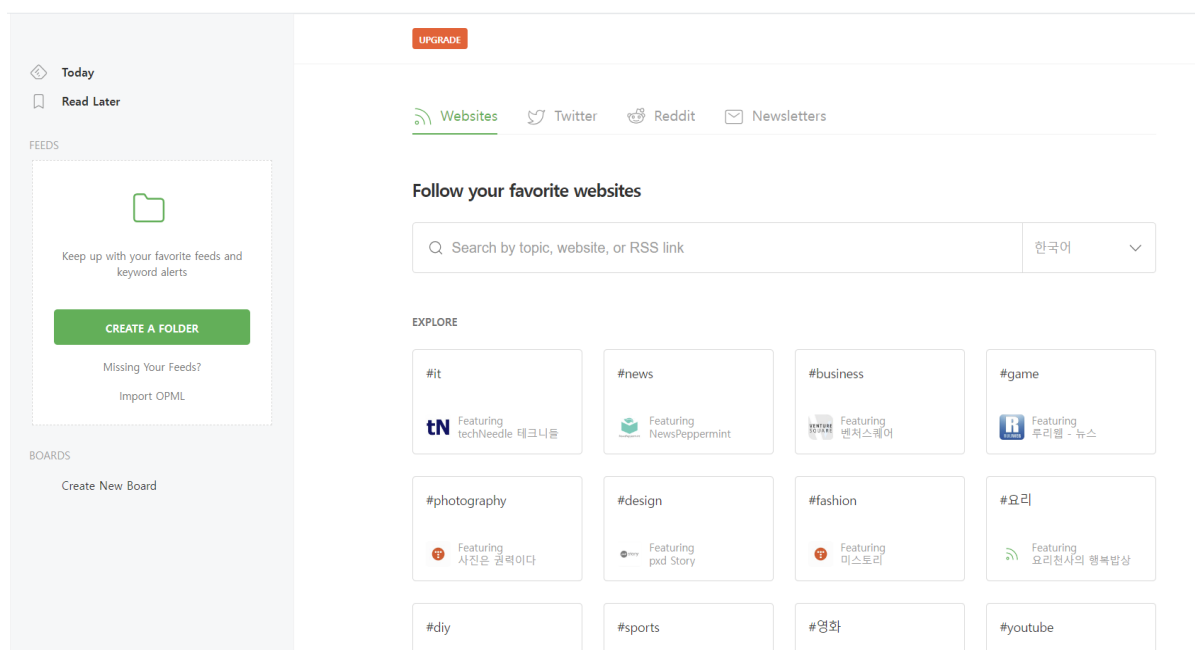 UPGRADE
Today
Read Later
FEEDS
Keep up with your favorite feeds and
keyword alerts
CREATE A FOLDER
Missing Your Feeds?
Import OPML
BOARDS
Create New Board
Websites
Twitter
Reddit
Newsletters
Follow your favorite websites
Search by topic, website, or RSS link
한국어
EXPLORE
#it
tN
Featuring
techNeedle 테크니들
#news
Featuring
NewsPeppermint
#business
VENTURE
SQUARE
Featuring
벤처스퀘어
#game
R
Featuring
루리웹 - 뉴스
#photography
Featuring
사진은 권력이다
#design
Featuring
pxd Story
#fashion
Featuring
미스토리
#요리
Featuring
요리천사의 행복밥상
#diy
#sports
#영화
#youtube